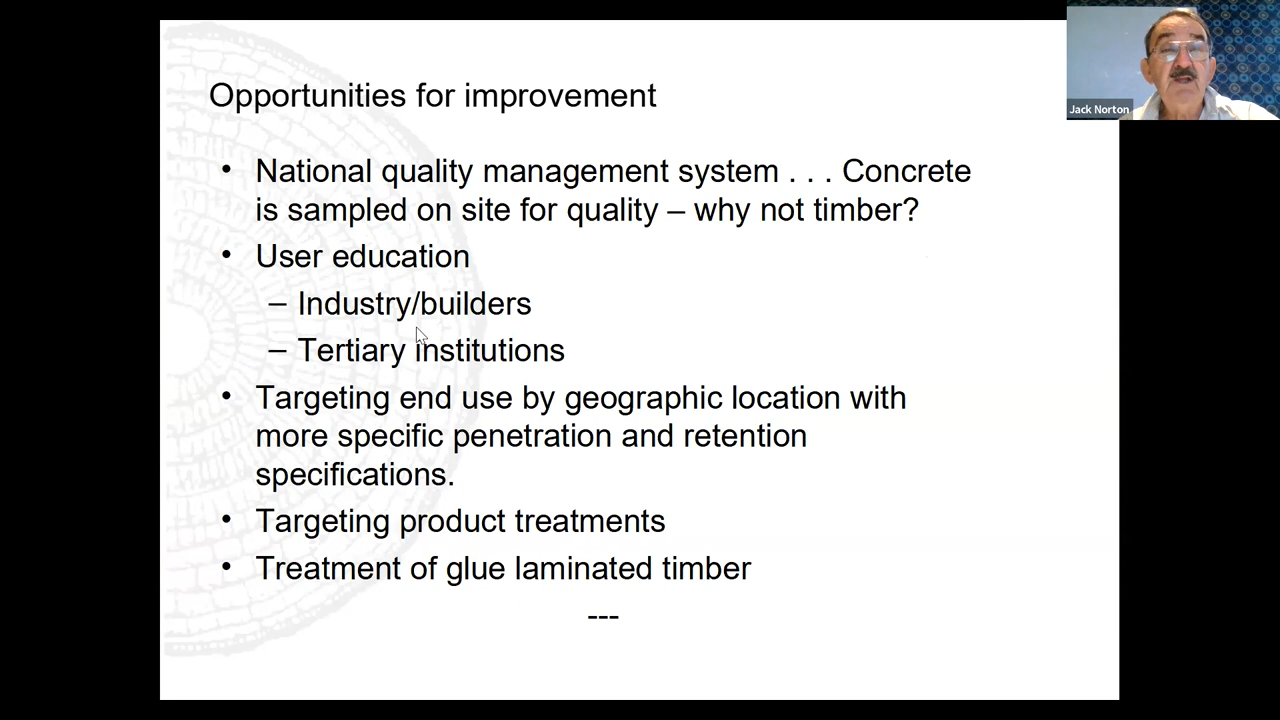 Opportunities for improvement
• National quality management system . . . Concrete
is sampled on site for quality – why not timber?
• User education
– Industry/builders
– Tertiary institutions
• Targeting end use by geographic location with
more specific penetration and retention
specifications.
• Targeting product treatments
• Treatment of glue laminated timber
---
Jack Norton